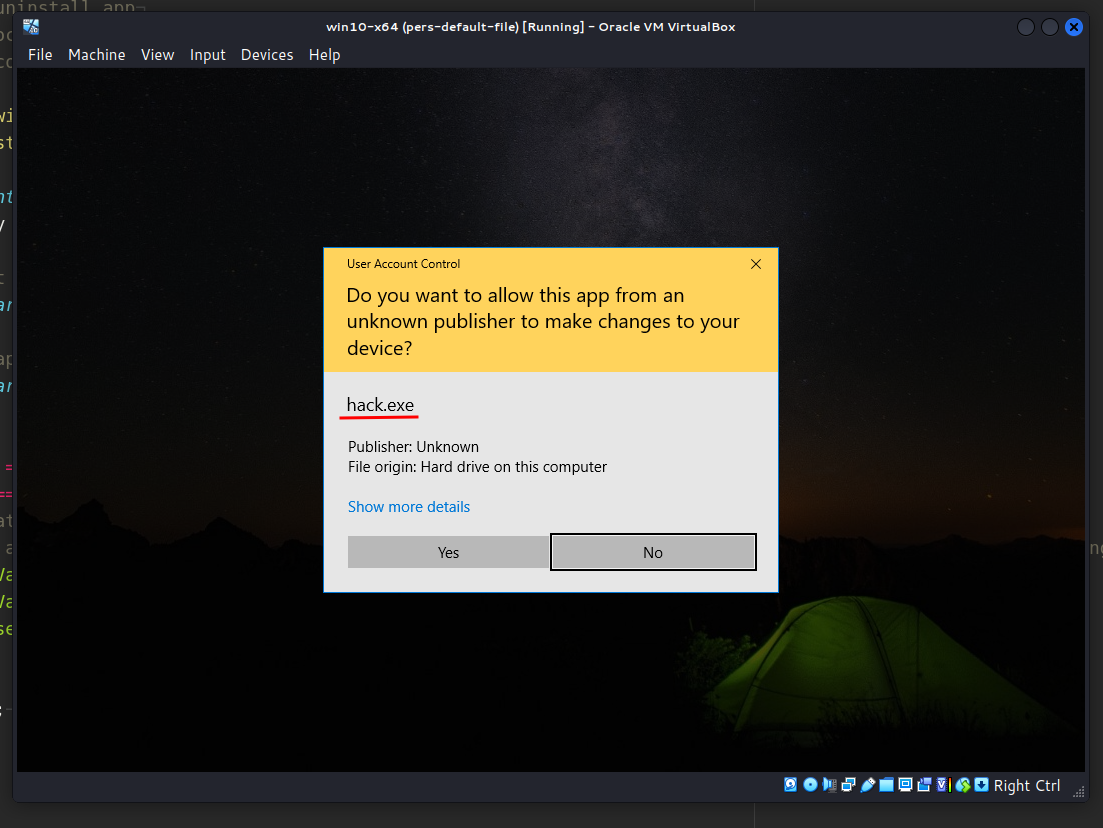 uninstall app
win10-x64 (pers-default-file) [Running] - Oracle VM VirtualBox
File Machine View Input Devices Help
User Account Control
Do you want to allow this app from an
unknown publisher to make changes to your
device?
hack.exe
Publisher: Unknown
File origin: Hard drive on this computer
Show more details
Yes No
Right Ctrl